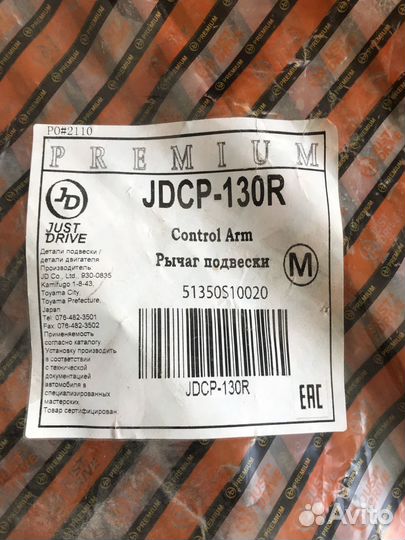 PO#2110
PREMIUM
JD
JUST
DRIVE
JDCP-130R
Control Arm
Рычаг подвески
M
51350S10020
JDCP-130R
Детали подвески /
детали двигателя
Производитель:
JD Co., Ltd., 930-0835
Kamifugo 1-8-43,
Toyama City,
Toyama Prefecture,
Japan
Tel: 076-482-3501
Fax: 076-482-3502
Применяемость
согласно каталогу
Установку производить
в соответствии
с технической
документацией
автомобиля в
специализированных
мастерских.
Товар сертифицирован.
EAC
PREMIUM
Avito